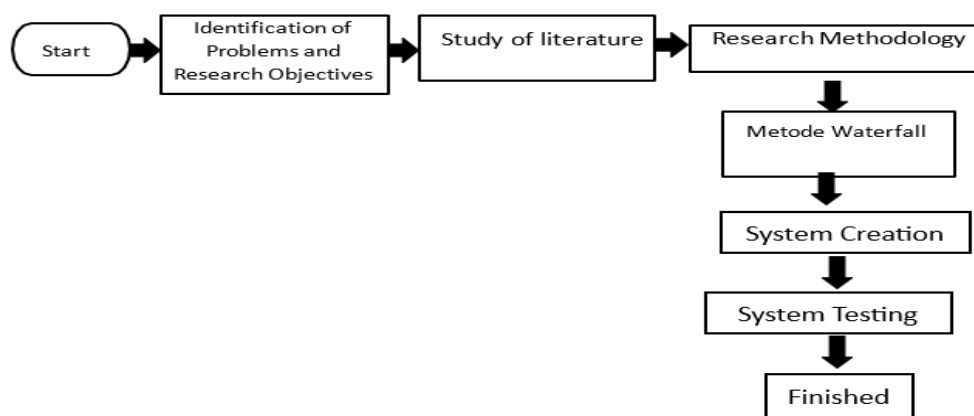 Start
Identification of
Problems and
Research Objectives
Study of literature
Research Methodology
Metode Waterfall
System Creation
System Testing
Finished